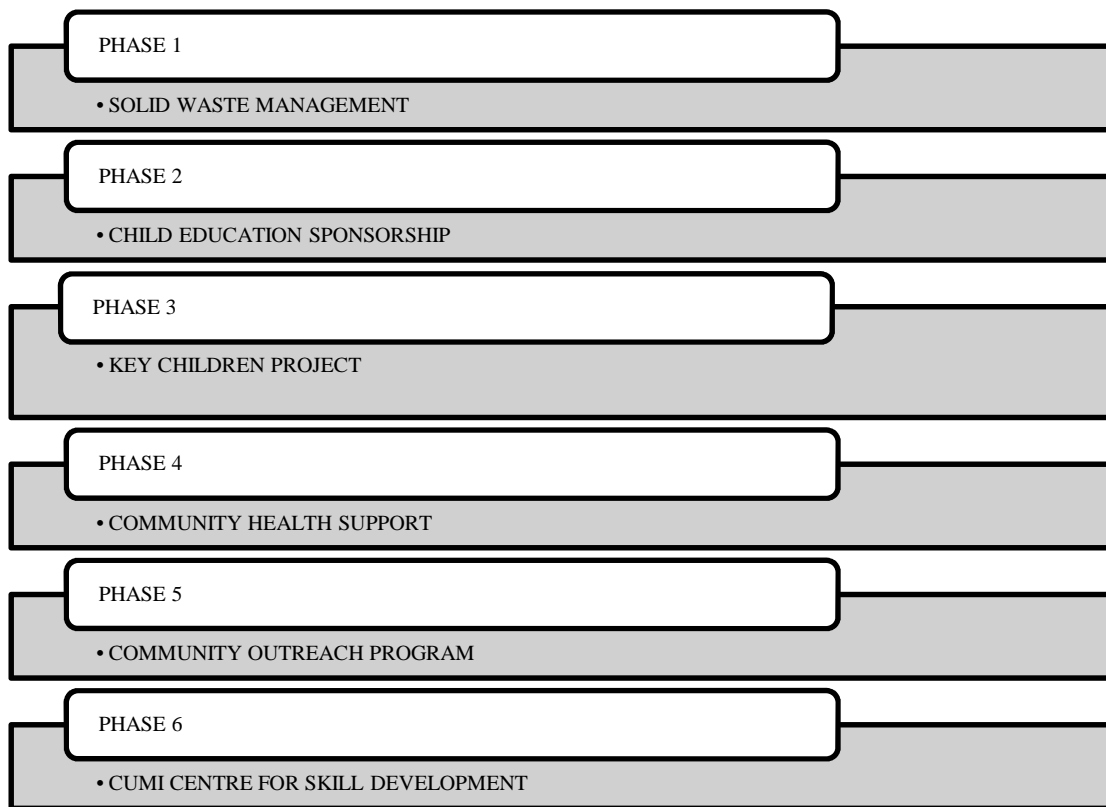 PHASE 1
• SOLID WASTE MANAGEMENT
PHASE 2
• CHILD EDUCATION SPONSORSHIP
PHASE 3
• KEY CHILDREN PROJECT
PHASE 4
• COMMUNITY HEALTH SUPPORT
PHASE 5
• COMMUNITY OUTREACH PROGRAM
PHASE 6
• CUMI CENTRE FOR SKILL DEVELOPMENT